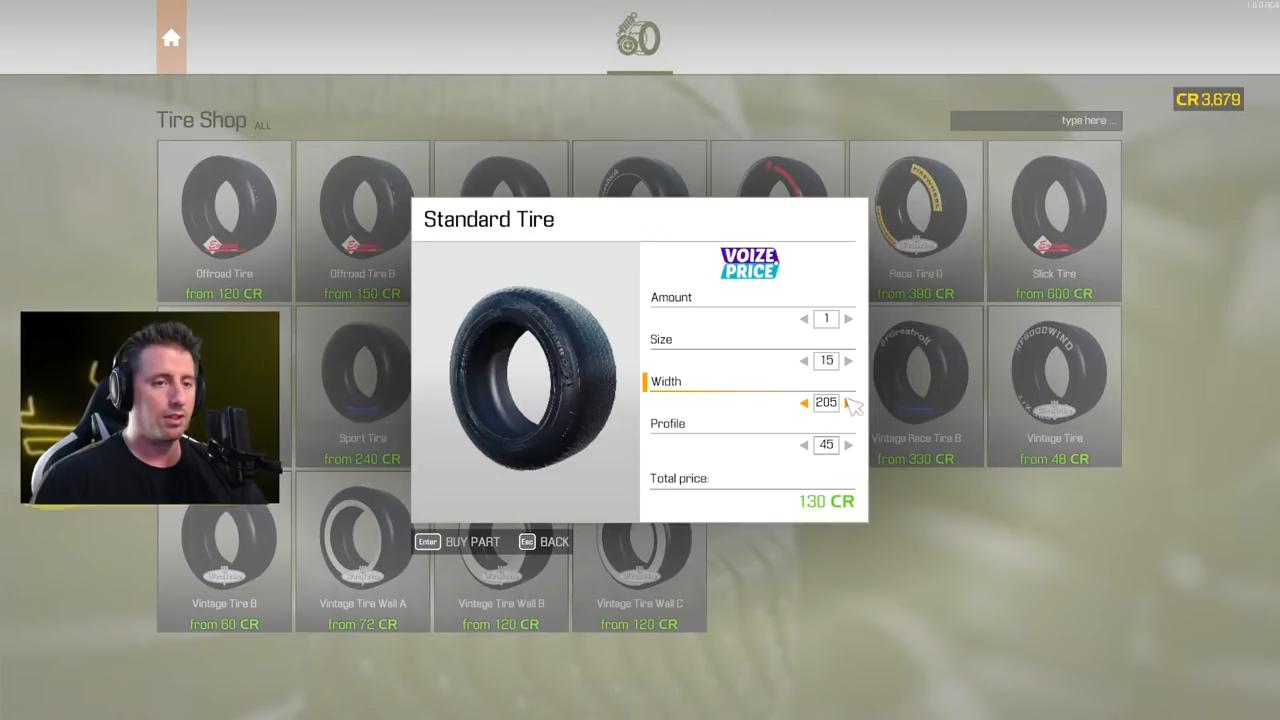 1.0.0 RC4
CR 3,679
Tire Shop ALL
type here ...
Offroad Tire
from 120 CR
Offroad Tire B
from 150 CR
Race Tire D
from 390 CR
Slick Tire
from 600 CR
Standard Tire
VOIZE
PRICE
Amount
1
Size
15
Width
205
Profile
45
Total price:
130 CR
Enter BUY PART Esc BACK
Sport Tire
from 240 CR
Vintage Race Tire B
from 330 CR
Vintage Tire
from 48 CR
Vintage Tire B
from 60 CR
Vintage Tire Wall A
from 72 CR
Vintage Tire Wall B
from 120 CR
Vintage Tire Wall C
from 120 CR